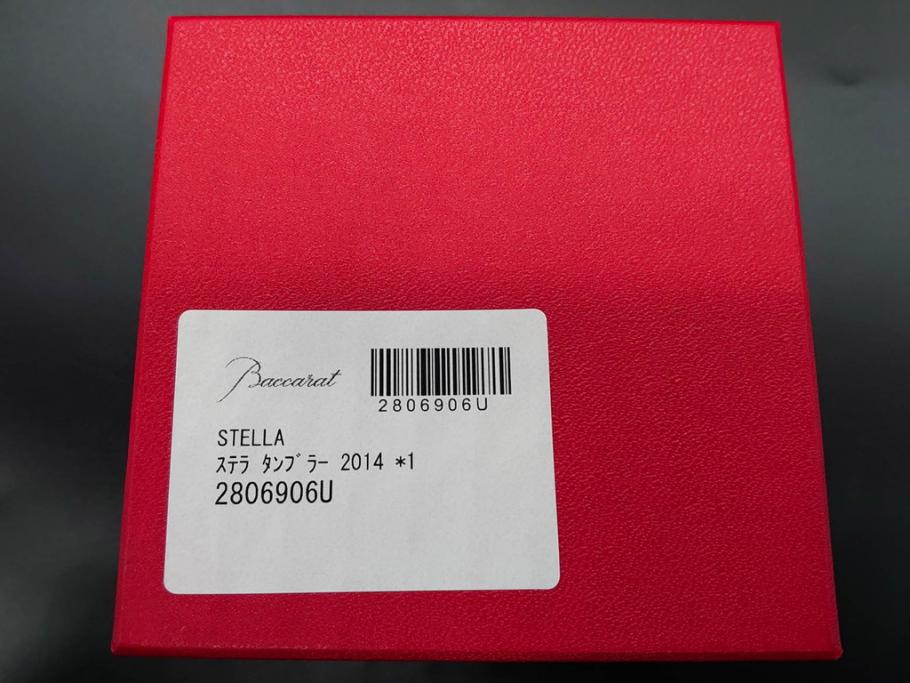 Baccarat
2806906U
STELLA
ｽﾃﾗ ﾀﾝﾌﾞﾗｰ 2014 *1
2806906U